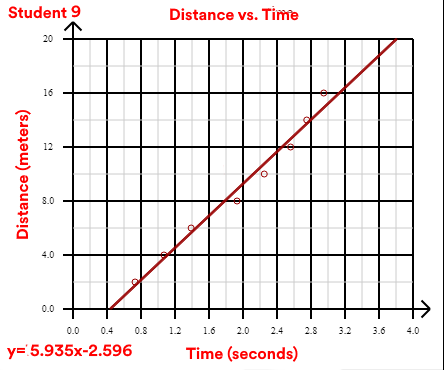 Student 9
Distance vs. Time
Distance (meters)
20
16
12
8.0
4.0
0.0
0.0 0.4 0.8 1.2 1.6 2.0 2.4 2.8 3.2 3.6 4.0
y= 5.935x-2.596
Time (seconds)